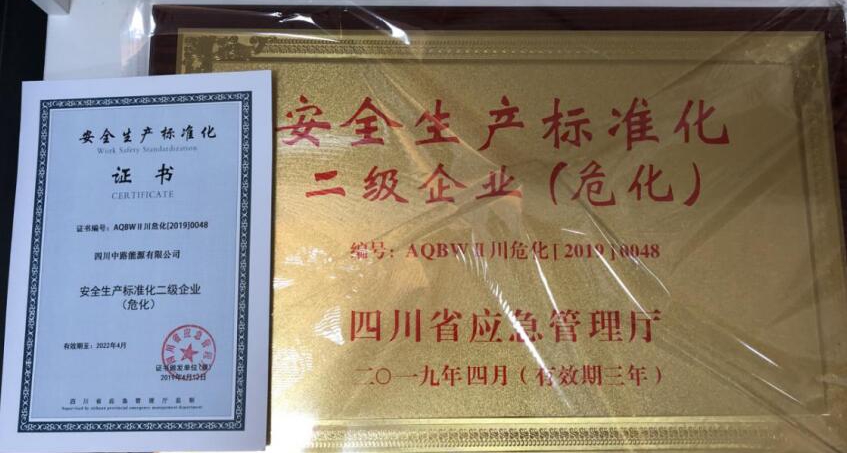 安全生产标准化
Work Safety Standardization
证书
CERTIFICATE
证书编号：AQBWⅡ川危化[2019]0048
四川中路能源有限公司
安全生产标准化二级企业
（危化）
有效期至：2022年4月
证书颁发单位(章)
2019年4月12日
四川省应急管理厅监制
安全生产标准化
二级企业（危化）
编号：AQBWⅡ川危化[2019]0048
四川省应急管理厅
二〇一九年四月（有效期三年）